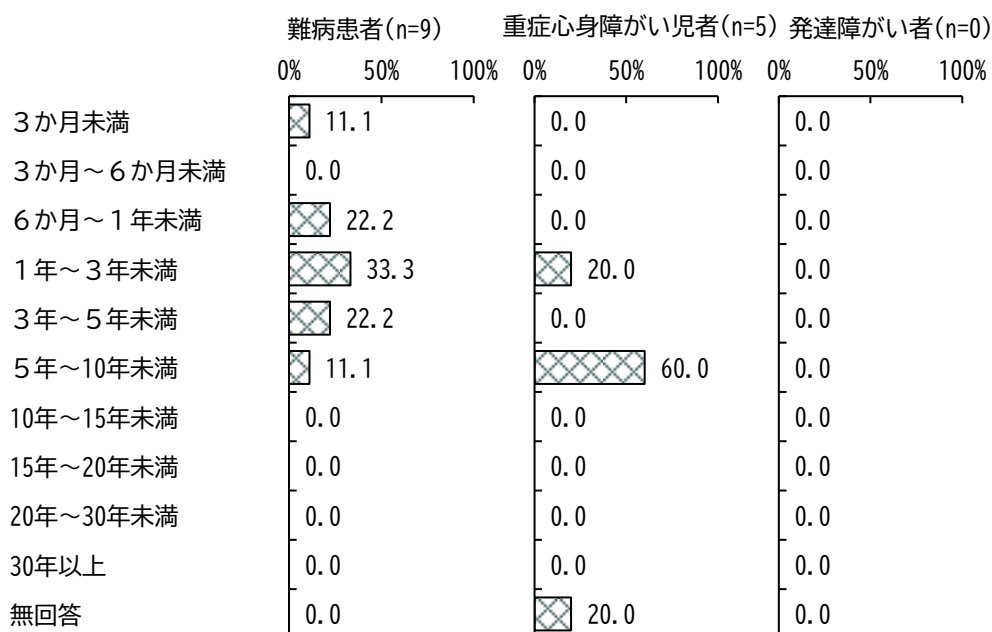 難病患者(n=9) 重症心身障がい児者(n=5) 発達障がい者(n=0)
0% 50% 100% 0% 50% 100% 0% 50% 100%
３か月未満 11.1 0.0 0.0
３か月～６か月未満 0.0 0.0 0.0
６か月～１年未満 22.2 0.0 0.0
１年～３年未満 33.3 20.0 0.0
３年～５年未満 22.2 0.0 0.0
５年～10年未満 11.1 60.0 0.0
10年～15年未満 0.0 0.0 0.0
15年～20年未満 0.0 0.0 0.0
20年～30年未満 0.0 0.0 0.0
30年以上 0.0 0.0 0.0
無回答 0.0 20.0 0.0